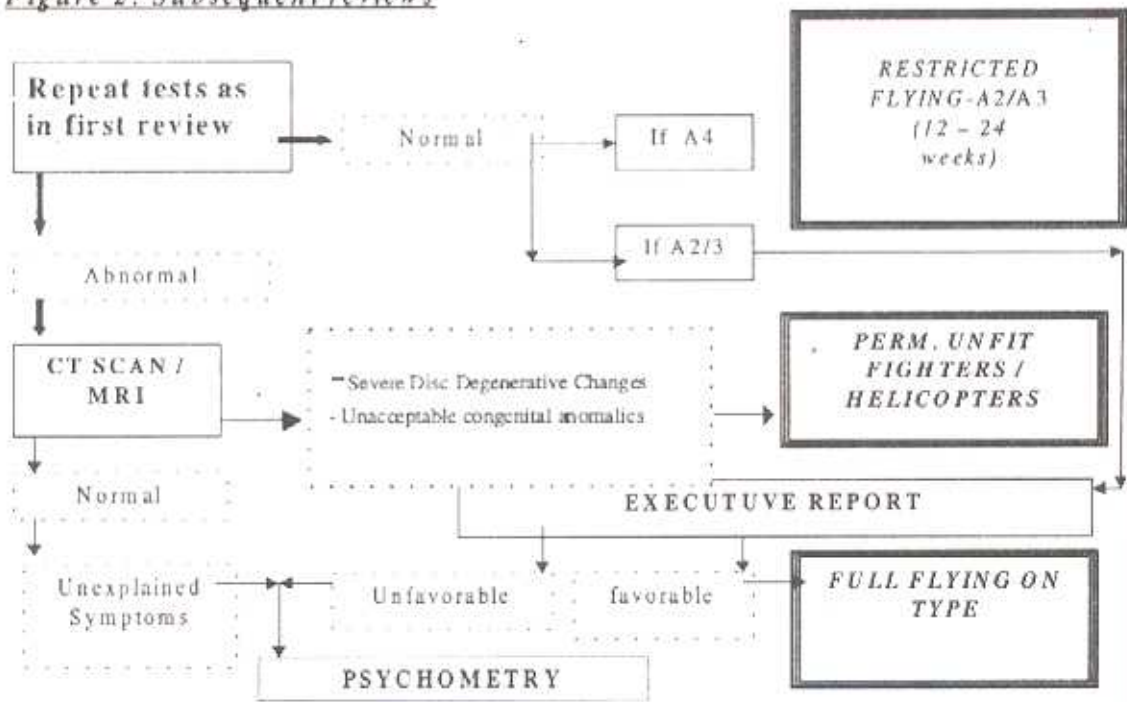 Figure 2: Subsequent reviews
Repeat tests as
in first review
Normal
If A4
RESTRICTED
FLYING-A2/A3
(12 – 24
weeks)
If A2/3
Abnormal
CT SCAN /
MRI
- Severe Disc Degenerative Changes
- Unacceptable congenital anomalies
PERM. UNFIT
FIGHTERS /
HELICOPTERS
Normal
EXECUTUVE REPORT
Unexplained
Symptoms
Unfavorable
favorable
FULL FLYING ON
TYPE
PSYCHOMETRY